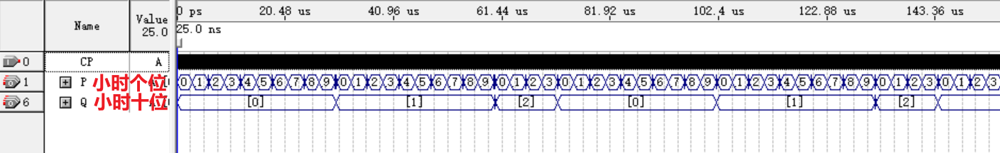 Name
Value
25.0
0 ps 20.48 us 40.96 us 61.44 us 81.92 us 102.4 us 122.88 us 143.36 us
25.0 ns
0 CP A
1 P 小时个位 0 1 2 3 4 5 6 7 8 9 0 1 2 3 4 5 6 7 8 9 0 1 2 3 0 1 2 3 4 5 6 7 8 9 0 1 2 3 4 5 6 7 8 9 0 1 2 3 0 1 2 3
6 Q 小时十位 [0] [1] [2] [0] [1] [2]